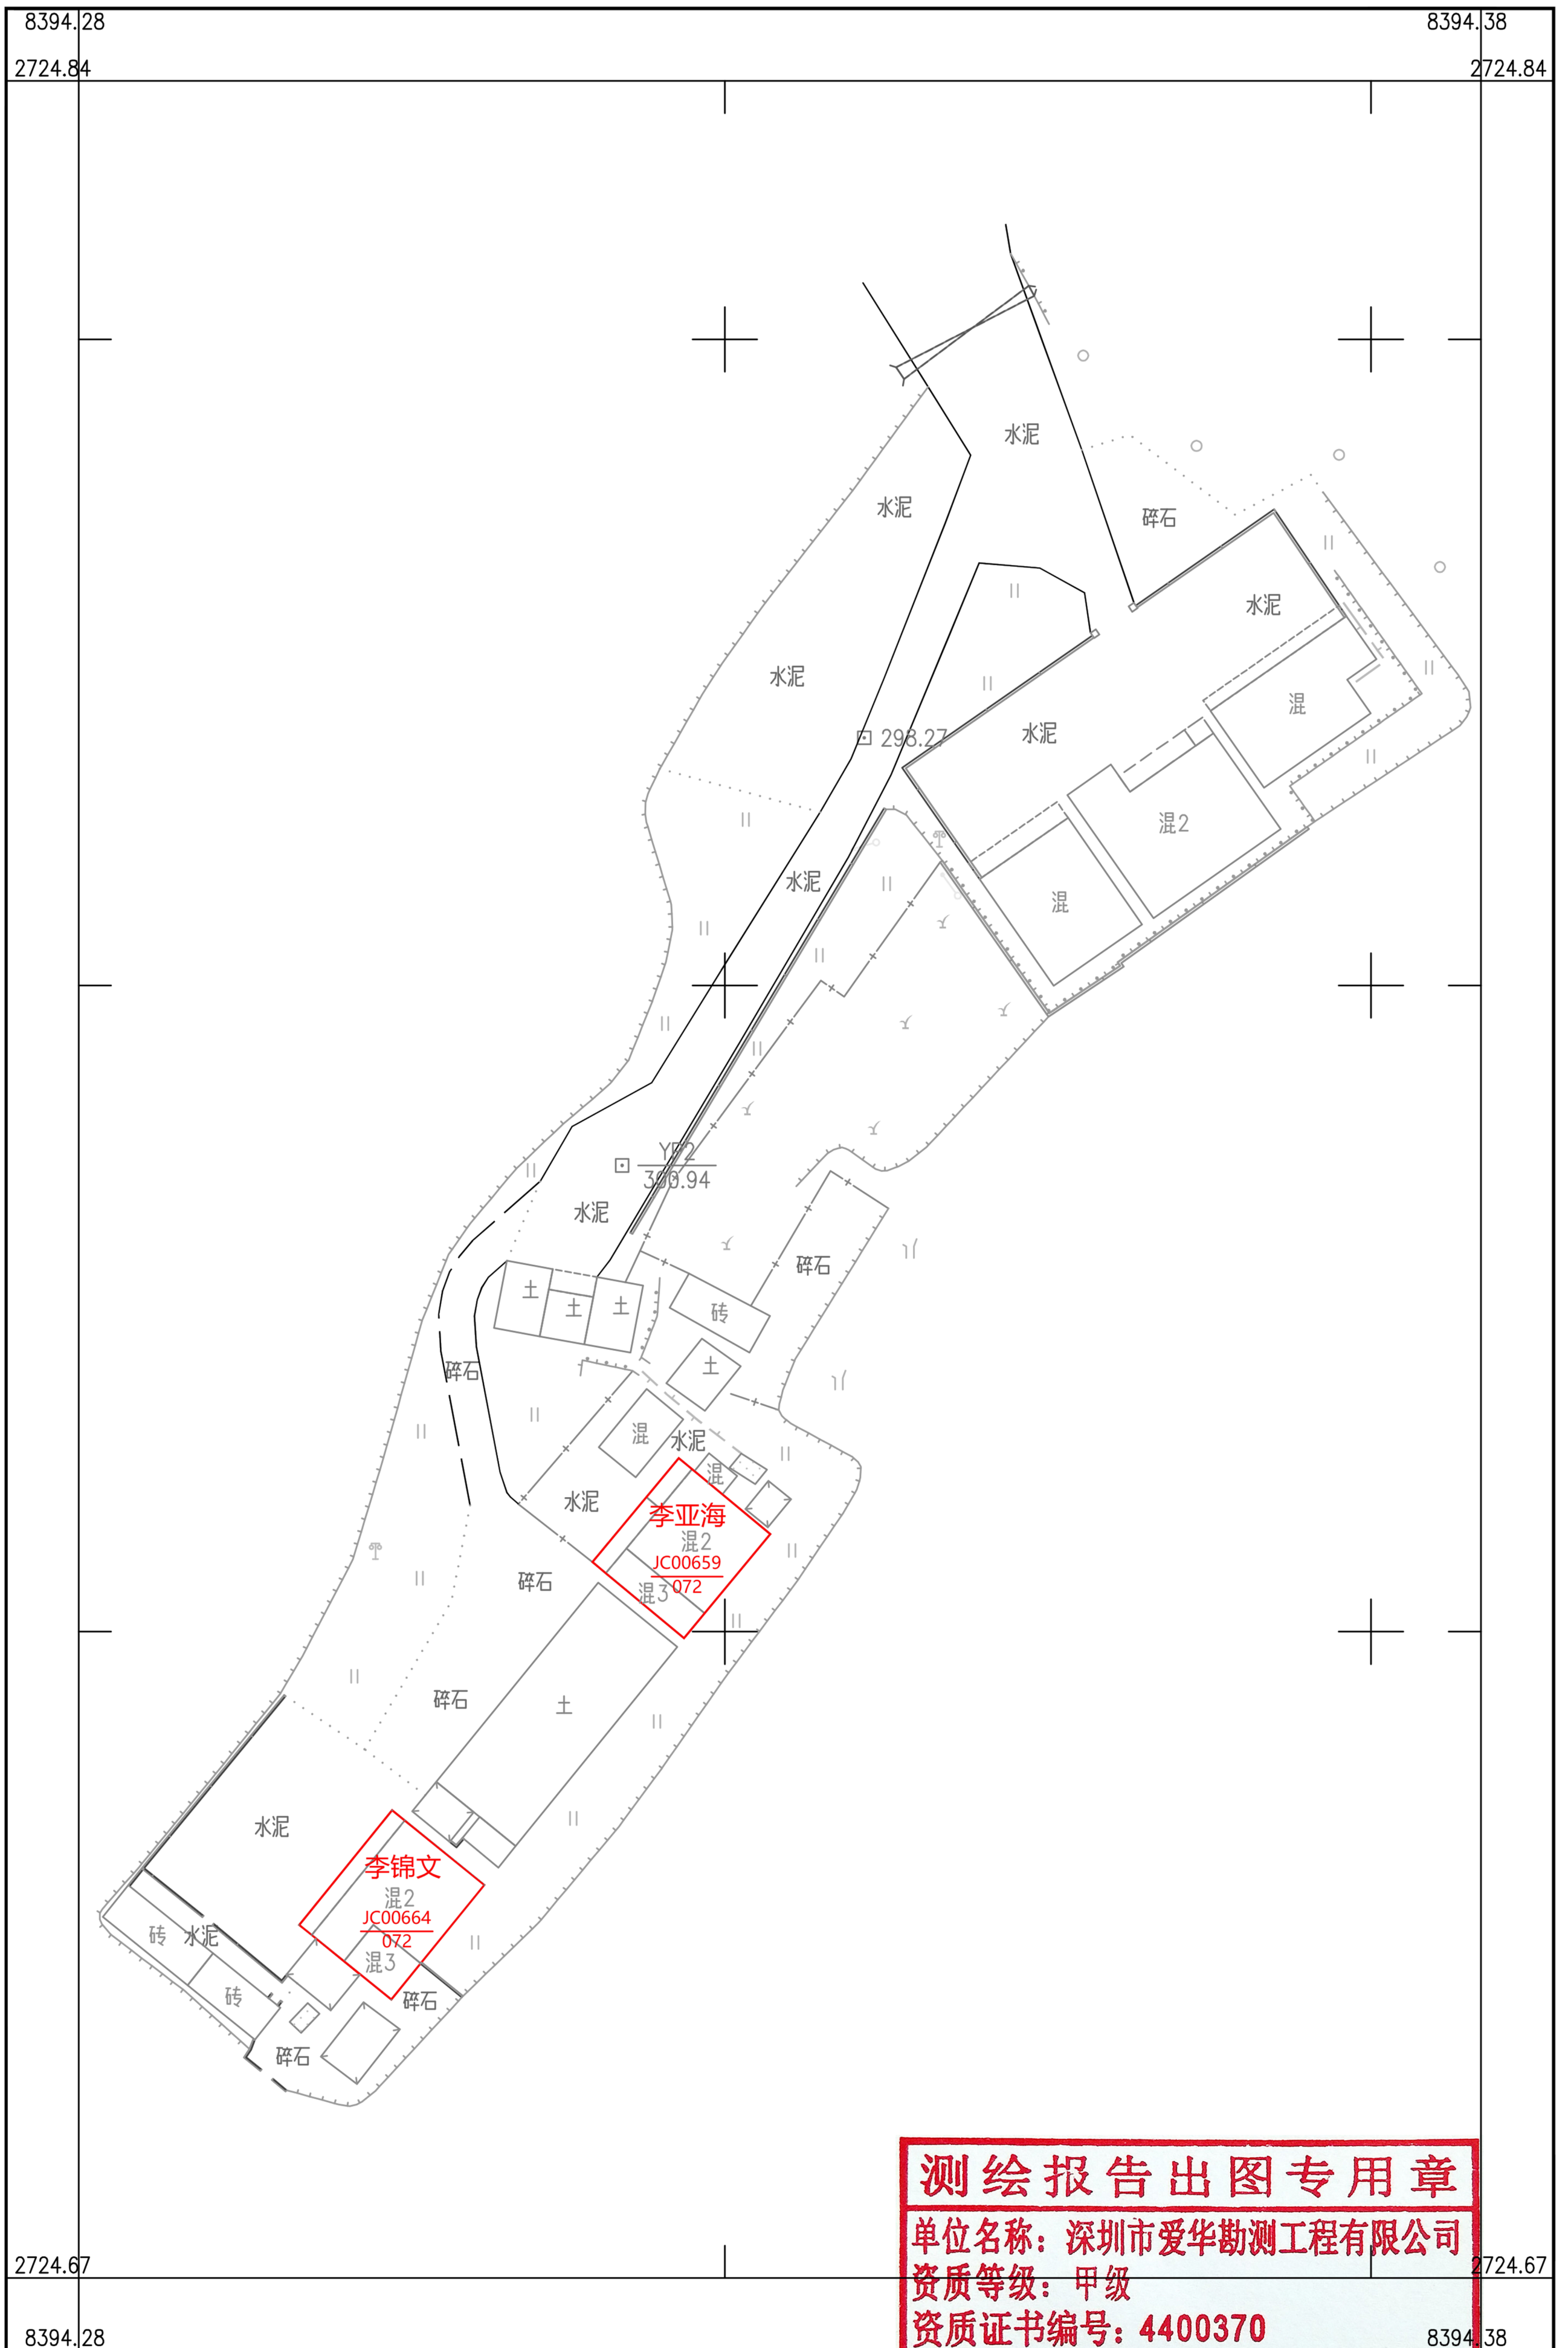 8394.28
8394.38
2724.84
2724.84
水泥
水泥
碎石
水泥
水泥
混
水泥
298.27
混2
水泥
混
YP2
300.94
水泥
碎石
土
土
土
砖
土
碎石
混
水泥
混
水泥
李亚海
混2
JC00659
072
混3
碎石
碎石
土
水泥
李锦文
混2
JC00664
072
混3
砖
水泥
砖
碎石
碎石
测绘报告出图专用章
单位名称：深圳市爱华勘测工程有限公司
2724.67
2724.67
资质等级：甲级
资质证书编号：4400370
8394.28
8394.38